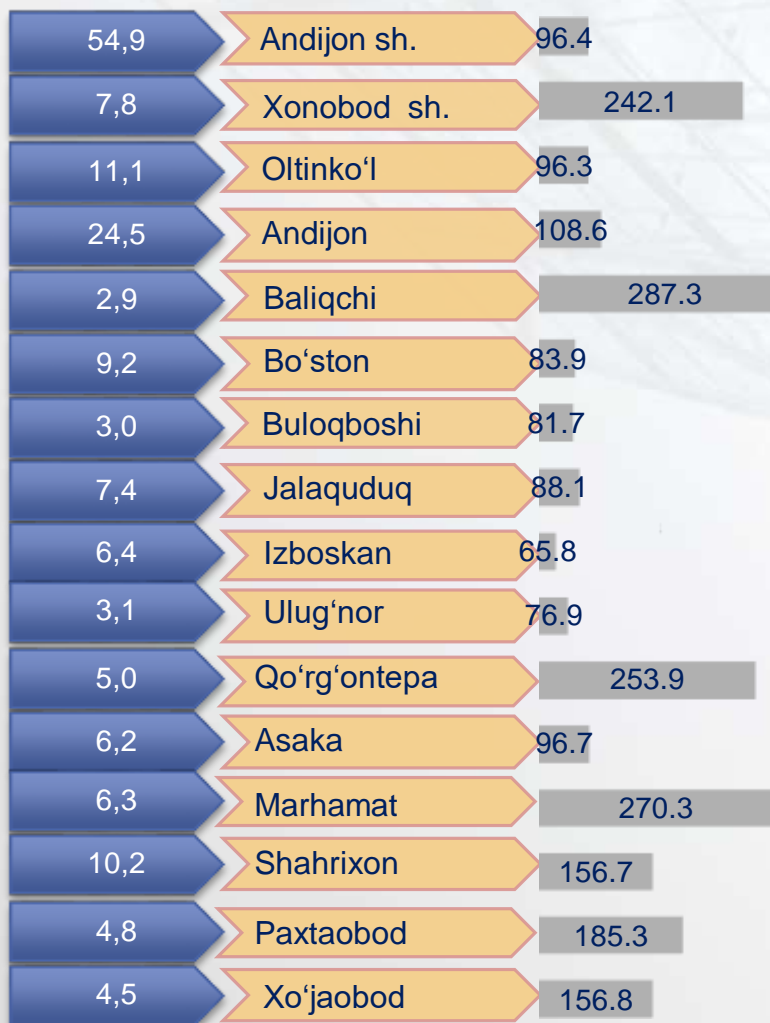 54,9 Andijon sh. 96.4
7,8 Xonobod sh. 242.1
11,1 Oltinko‘l 96.3
24,5 Andijon 108.6
2,9 Baliqchi 287.3
9,2 Bo‘ston 83.9
3,0 Buloqboshi 81.7
7,4 Jalaquduq 88.1
6,4 Izboskan 65.8
3,1 Ulug‘nor 76.9
5,0 Qo‘rg‘ontepa 253.9
6,2 Asaka 96.7
6,3 Marhamat 270.3
10,2 Shahrixon 156.7
4,8 Paxtaobod 185.3
4,5 Xo‘jaobod 156.8